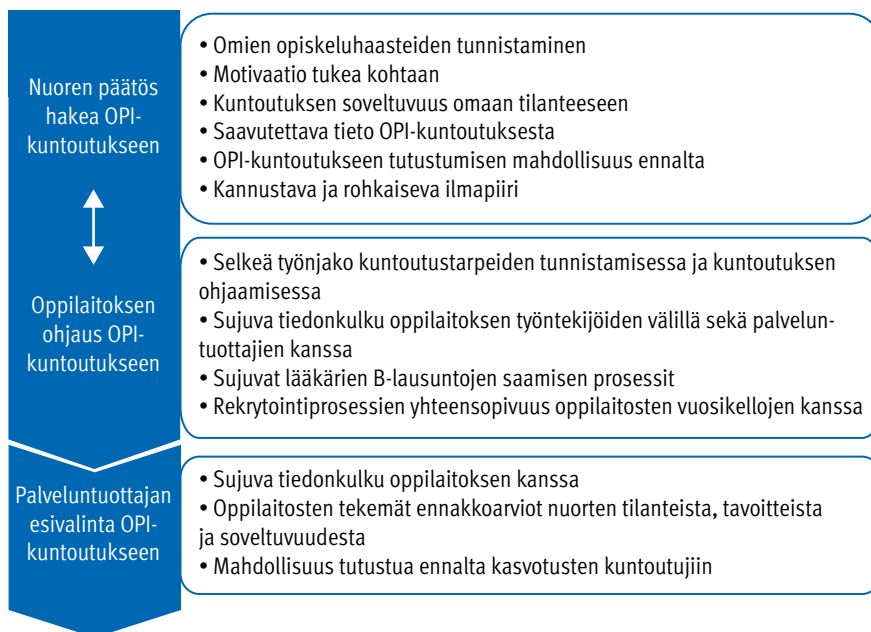 Nuoren päätös
hakea OPI-
kuntoutukseen
• Omien opiskeluhaasteiden tunnistaminen
• Motivaatio tukea kohtaan
• Kuntoutuksen soveltuvuus omaan tilanteeseen
• Saavutettava tieto OPI-kuntoutuksesta
• OPI-kuntoutukseen tutustumisen mahdollisuus ennalta
• Kannustava ja rohkaiseva ilmapiiri
Oppilaitoksen
ohjaus OPI-
kuntoutukseen
• Selkeä työnjako kuntoutustarpeiden tunnistamisessa ja kuntoutuksen
ohjaamisessa
• Sujuva tiedonkulku oppilaitoksen työntekijöiden välillä sekä palvelun-
tuottajien kanssa
• Sujuvat lääkärien B-lausuntojen saamisen prosessit
• Rekrytointiprosessien yhteensopivuus oppilaitosten vuosikellojen kanssa
Palveluntuottajan
esivalinta OPI-
kuntoutukseen
• Sujuva tiedonkulku oppilaitoksen kanssa
• Oppilaitosten tekemät ennakkoarviot nuorten tilanteista, tavoitteista
ja soveltuvuudesta
• Mahdollisuus tutustua ennalta kasvotusten kuntoutujiin